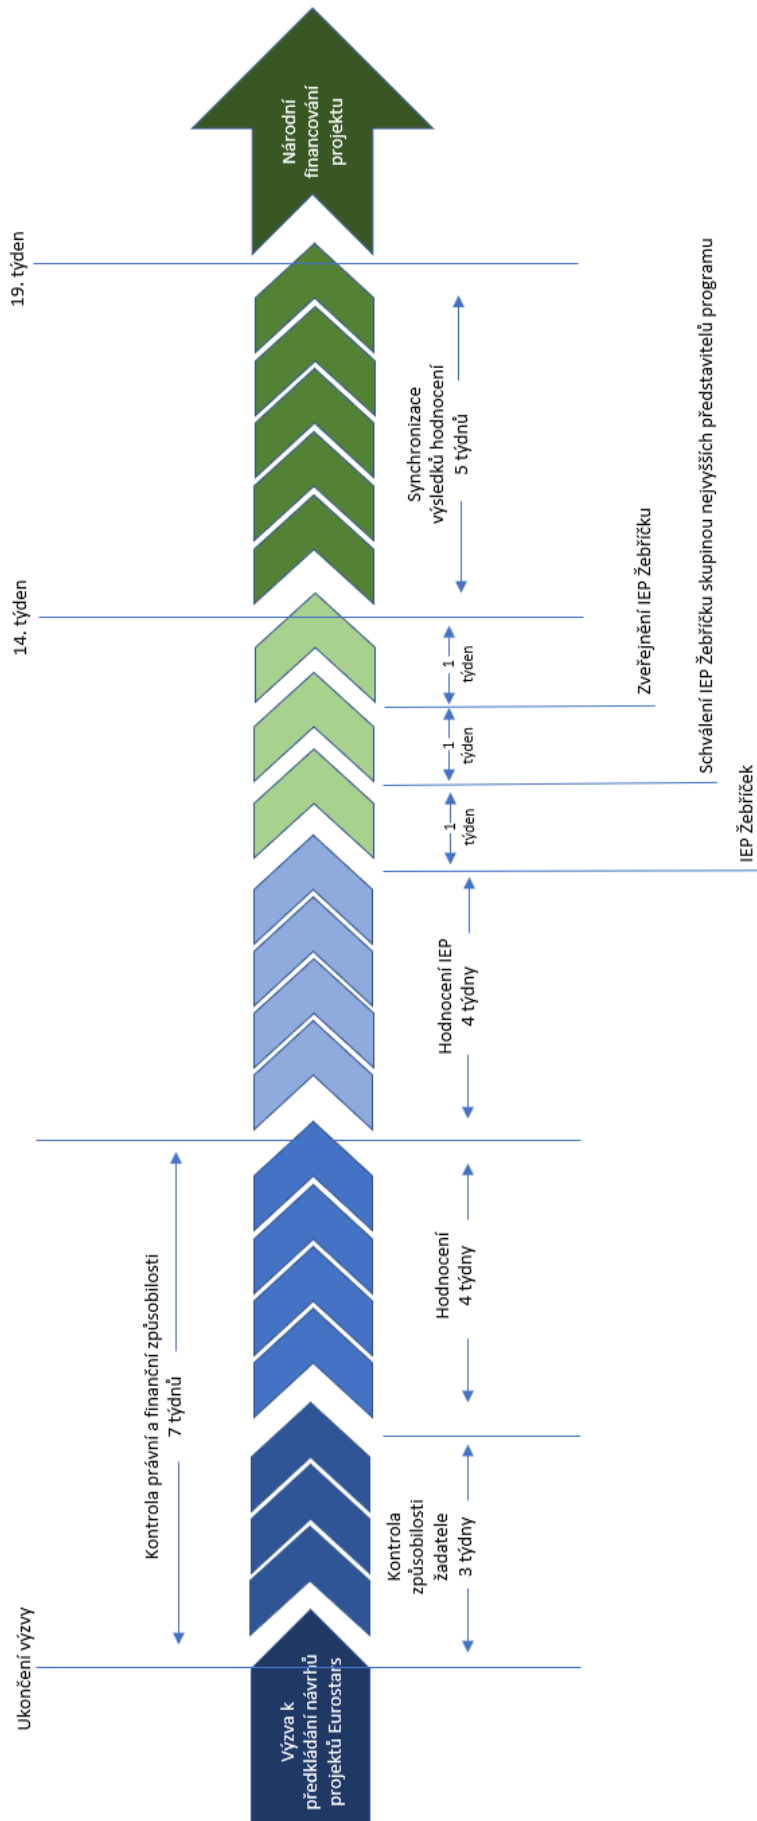 Ukončení výzvy
14. týden
19. týden
Kontrola právní a finanční způsobilosti
7 týdnů
Výzva k
předkládání návrhů
projektů Eurostars
Národní
financování
projektu
Kontrola
způsobilosti
žadatele
3 týdny
Hodnocení
4 týdny
Hodnocení IEP
4 týdny
1
týden
1
týden
1
týden
Synchronizace
výsledků hodnocení
5 týdnů
Zveřejnění IEP Žebříčku
Schválení IEP Žebříčku skupinou nejvyšších představitelů programu
IEP Žebříček